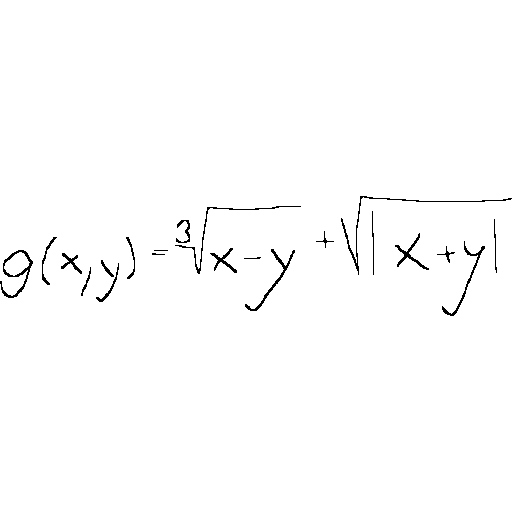 g(x,y) = ∛(x-y) + √|x+y|